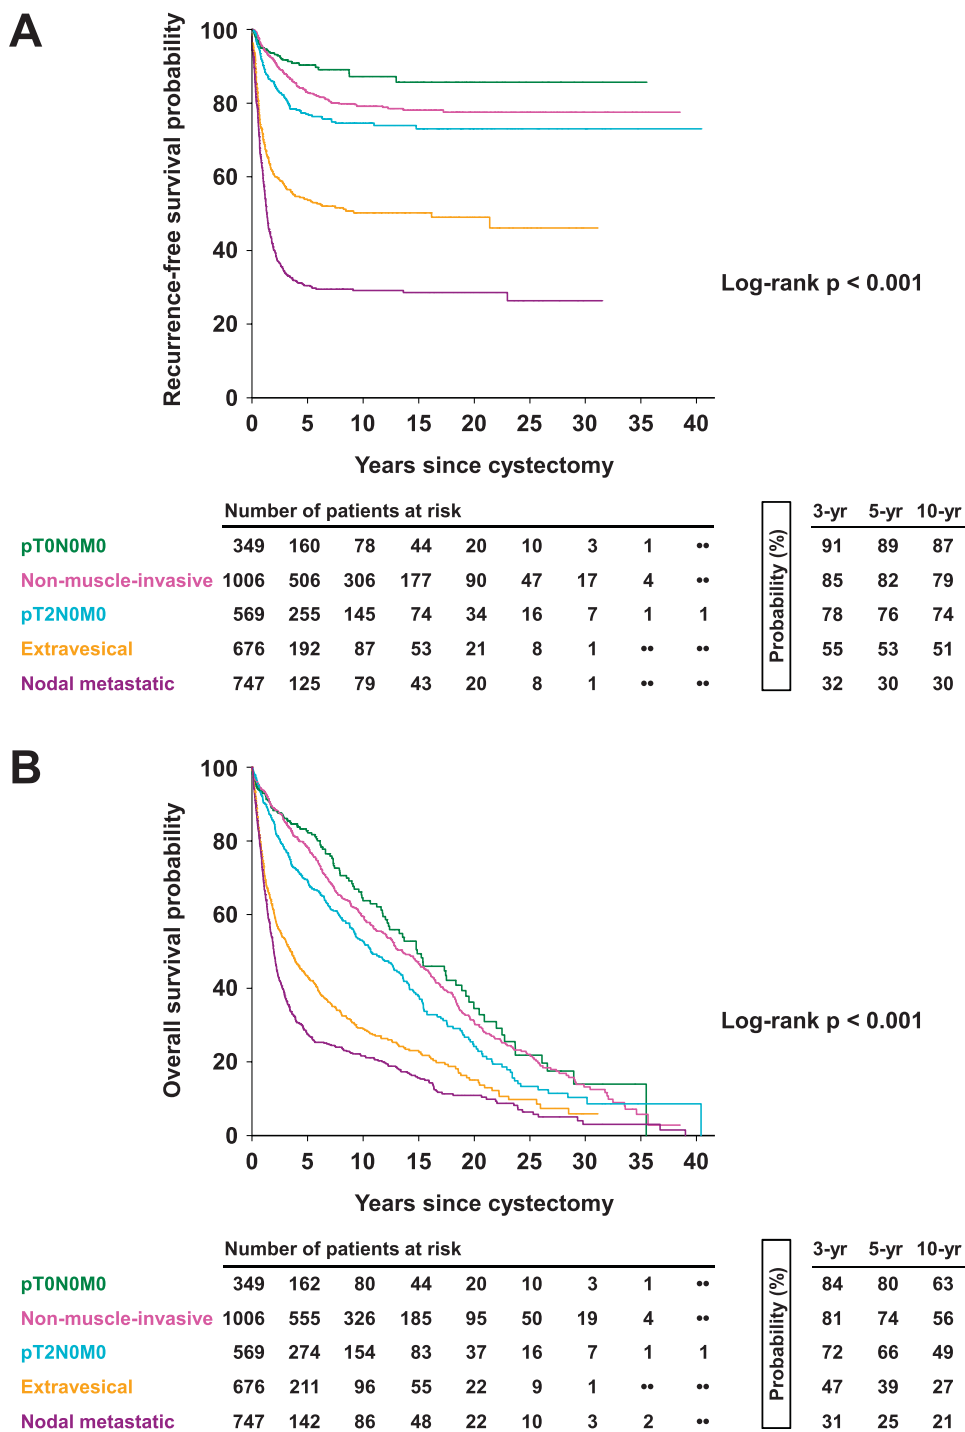 A
Recurrence-free survival probability
100
80
60
40
20
0
0 5 10 15 20 25 30 35 40
Years since cystectomy
Log-rank p < 0.001
Number of patients at risk
Probability (%)
3-yr 5-yr 10-yr
pT0N0M0 349 160 78 44 20 10 3 1 •• 91 89 87
Non-muscle-invasive 1006 506 306 177 90 47 17 4 •• 85 82 79
pT2N0M0 569 255 145 74 34 16 7 1 1 78 76 74
Extravesical 676 192 87 53 21 8 1 •• •• 55 53 51
Nodal metastatic 747 125 79 43 20 8 1 •• •• 32 30 30
B
Overall survival probability
100
80
60
40
20
0
0 5 10 15 20 25 30 35 40
Years since cystectomy
Log-rank p < 0.001
Number of patients at risk
Probability (%)
3-yr 5-yr 10-yr
pT0N0M0 349 162 80 44 20 10 3 1 •• 84 80 63
Non-muscle-invasive 1006 555 326 185 95 50 19 4 •• 81 74 56
pT2N0M0 569 274 154 83 37 16 7 1 1 72 66 49
Extravesical 676 211 96 55 22 9 1 •• •• 47 39 27
Nodal metastatic 747 142 86 48 22 10 3 2 •• 31 25 21